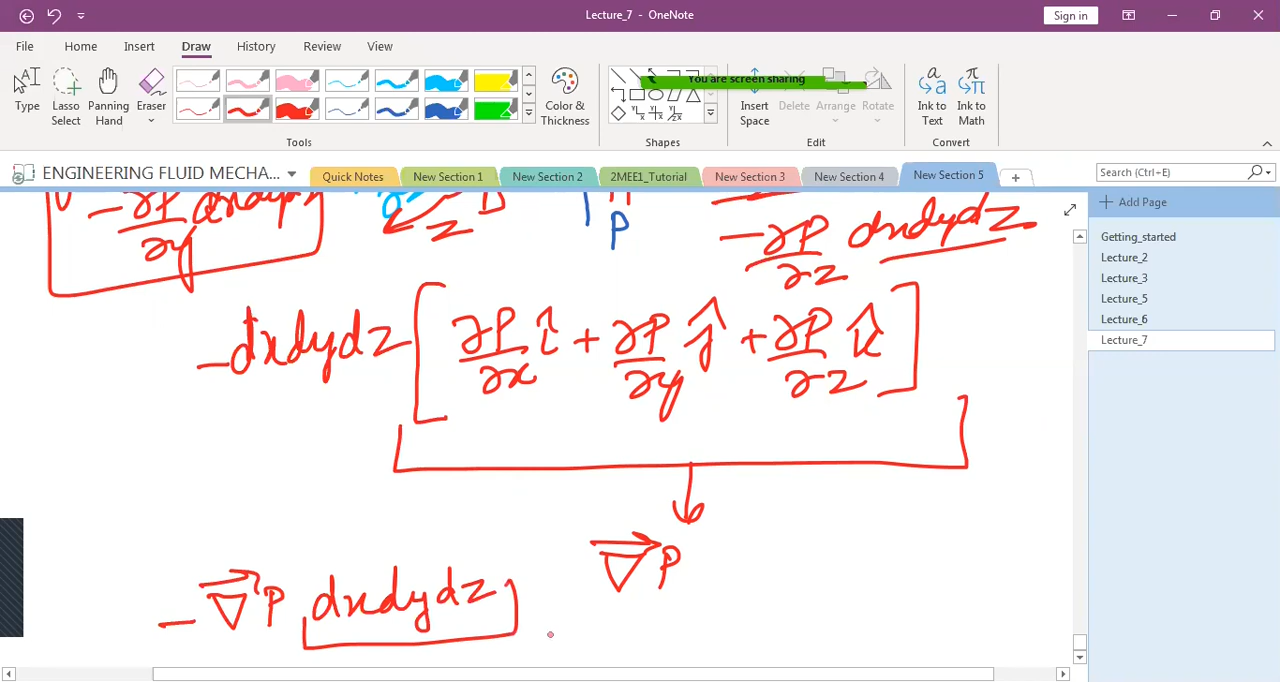 Lecture_7 - OneNote
Sign in
File Home Insert Draw History Review View
You are screen sharing
Type
Lasso Select
Panning Hand
Eraser
Color & Thickness
Insert Space
Delete
Arrange
Rotate
Ink to Text
Ink to Math
Tools Shapes Edit Convert
ENGINEERING FLUID MECHA... Quick Notes New Section 1 New Section 2 2MEE1_Tutorial New Section 3 New Section 4 New Section 5
Search (Ctrl+E)
Add Page
Getting_started
Lecture_2
Lecture_3
Lecture_5
Lecture_6
Lecture_7
−∂P/∂y dxdydz
z
P
−∂P/∂z dxdydz
−dxdydz [∂P/∂x î + ∂P/∂y ĵ + ∂P/∂z k̂]
∇⃗P
−∇⃗P dxdydz